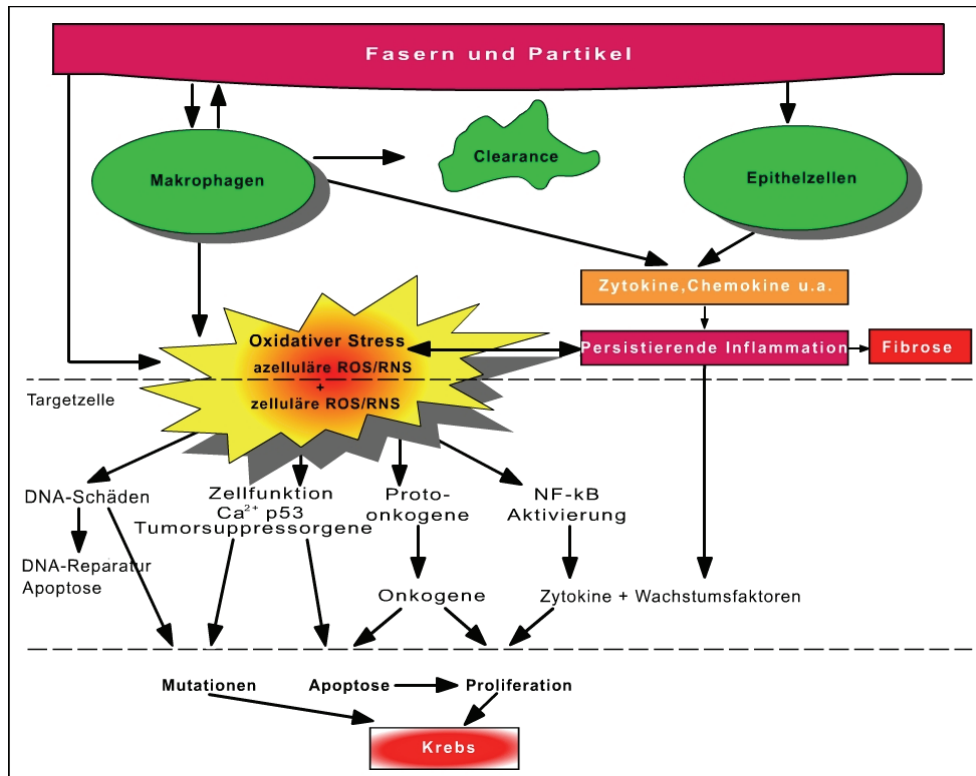 Fasern und Partikel
Makrophagen
Clearance
Epithelzellen
Zytokine,Chemokine u.a.
Oxidativer Stress
azelluläre ROS/RNS
+
zelluläre ROS/RNS
Persistierende Inflammation
Fibrose
Targetzelle
DNA-Schäden
DNA-Reparatur
Apoptose
Zellfunktion
Ca²⁺ p53
Tumorsuppressorgene
Proto-
onkogene
Onkogene
NF-kB
Aktivierung
Zytokine + Wachstumsfaktoren
Mutationen
Apoptose
Proliferation
Krebs